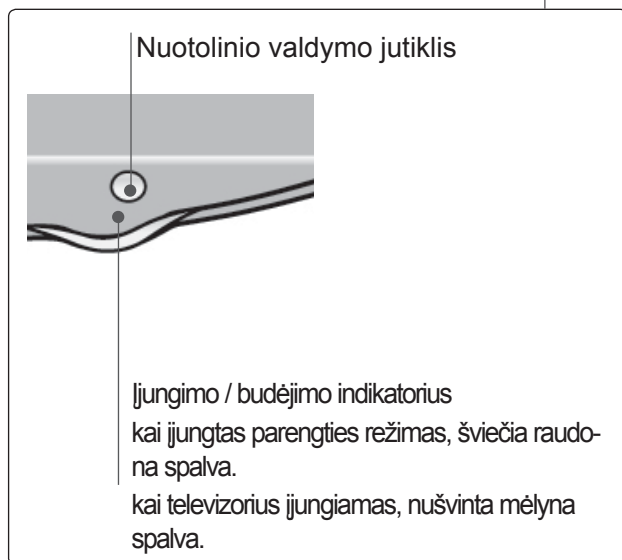 Nuotolinio valdymo jutiklis
Įjungimo / budėjimo indikatorius
kai įjungtas parengties režimas, šviečia raudo-
na spalva.
kai televizorius įjungiamas, nušvinta mėlyna
spalva.